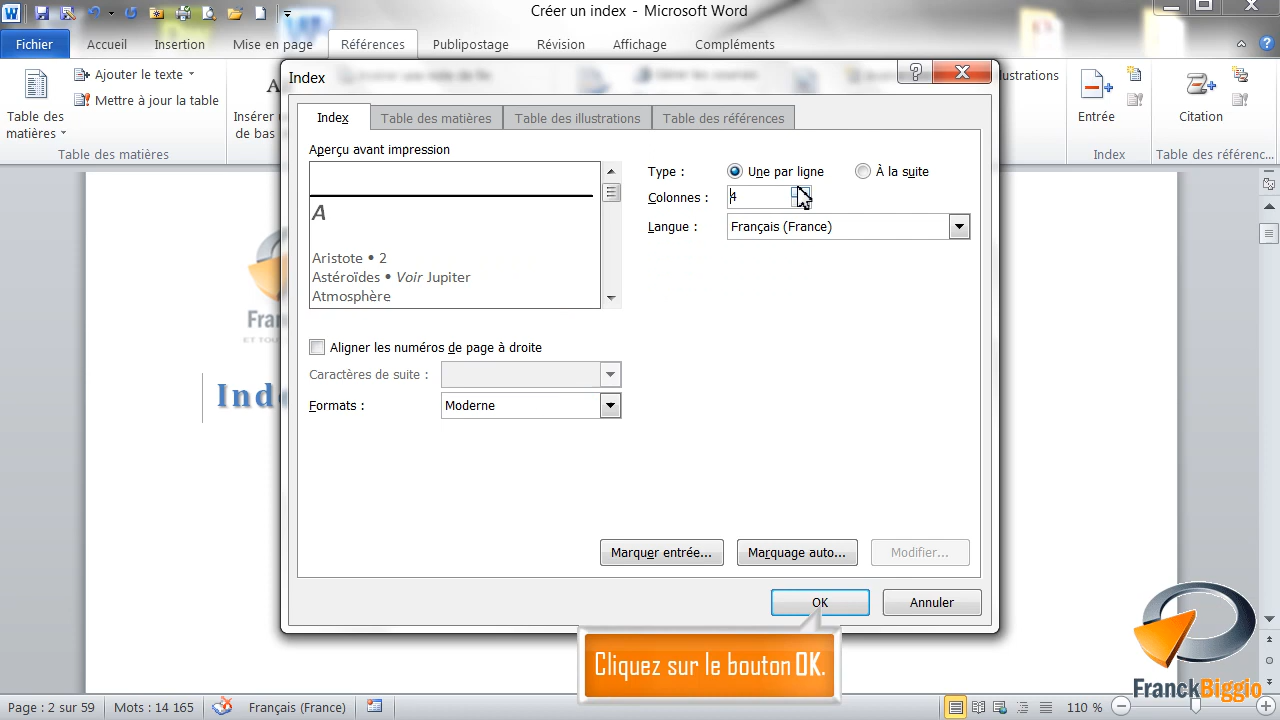 Créer un index - Microsoft Word
Fichier
Accueil
Insertion
Mise en page
Références
Publipostage
Révision
Affichage
Compléments
Table des
matières
Ajouter le texte
Mettre à jour la table
Table des matières
Insérer
de bas
Index
Entrée
Index
Citation
Table des référenc
Index
Table des matières
Table des illustrations
Table des références
Aperçu avant impression
A
Aristote • 2
Astéroïdes • Voir Jupiter
Atmosphère
Type :
Une par ligne
À la suite
Colonnes :
4
Langue :
Français (France)
Aligner les numéros de page à droite
Caractères de suite :
Formats :
Moderne
Marquer entrée...
Marquage auto...
Modifier...
OK
Annuler
Cliquez sur le bouton OK.
FranckBiggio
Page : 2 sur 59
Mots : 14 165
Français (France)
110 %